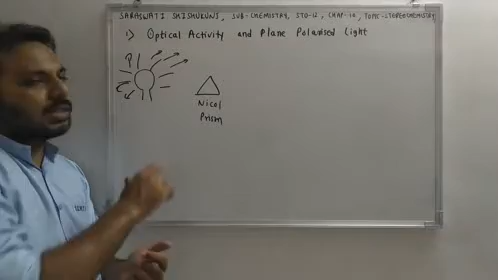 SARASWATI SHISHUKUNJ, SUB-CHEMISTRY, STD-12, CHAP-10, TOPIC-STEREOCHEMISTRY
1) Optical Activity and Plane Polarised Light
Nicol
Prism